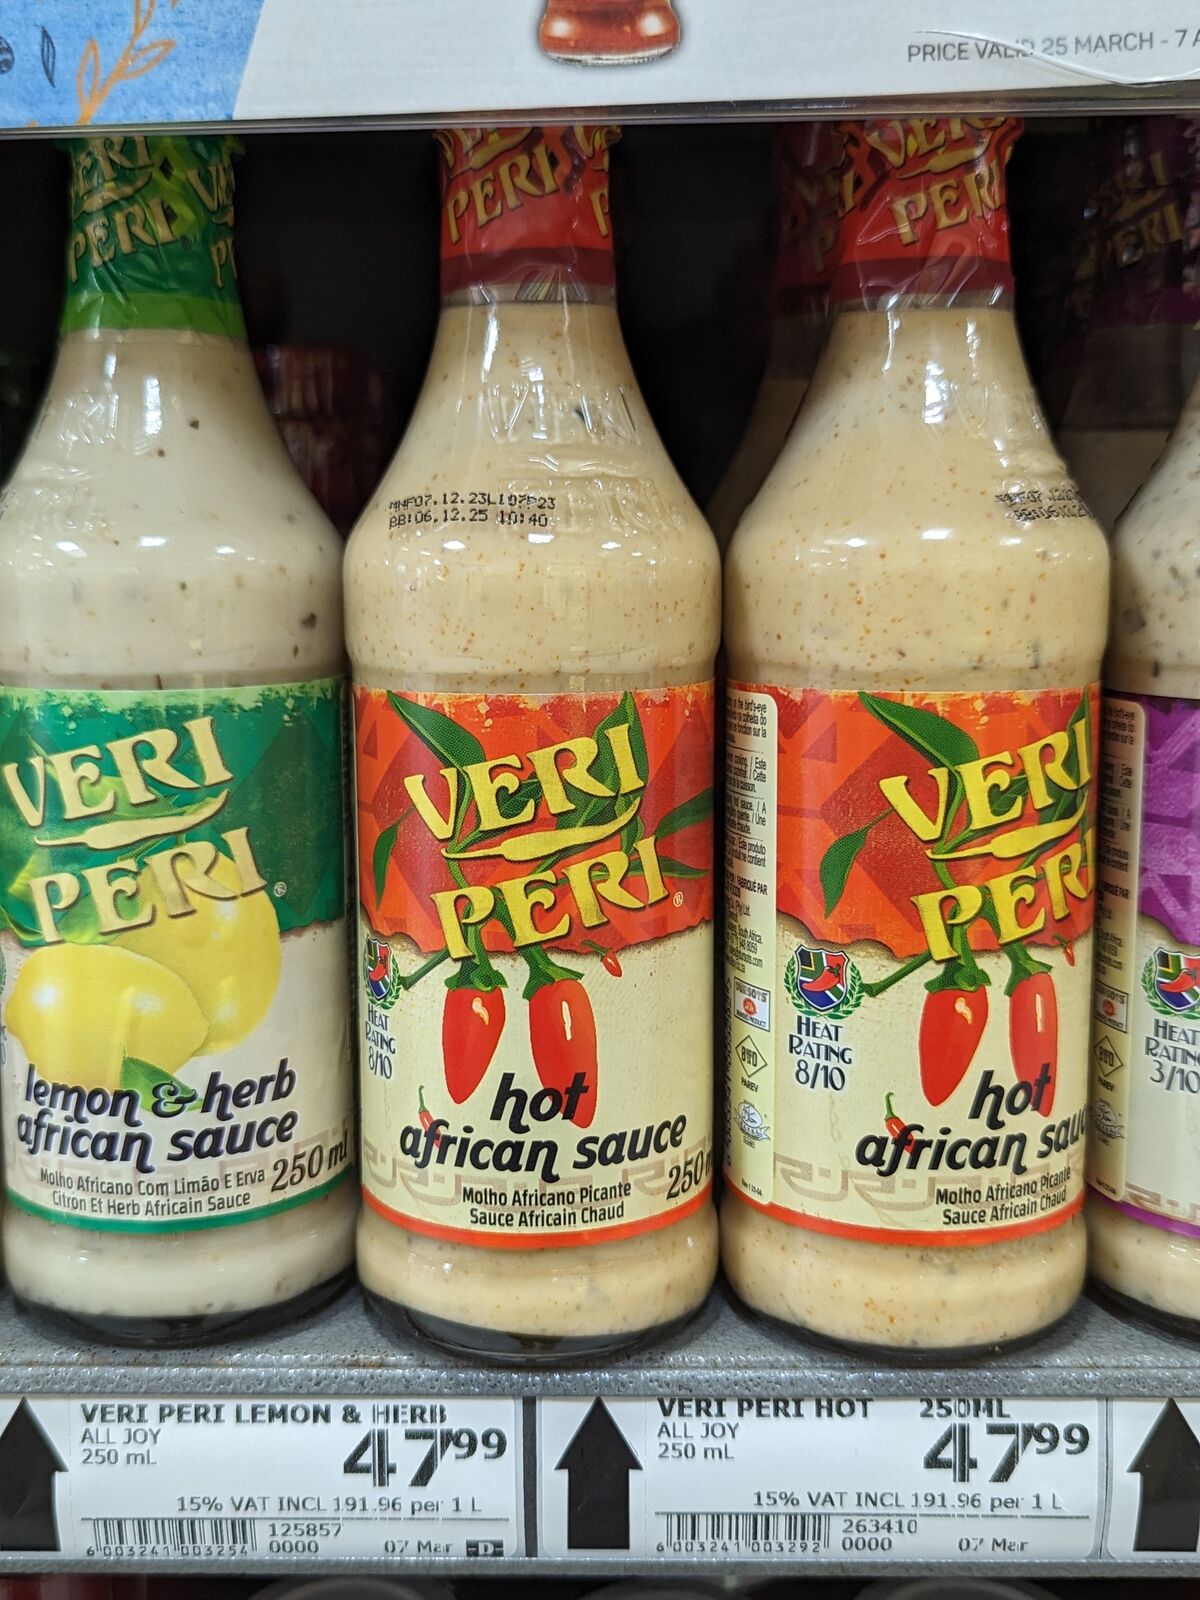 PRICE VALID 25 MARCH - 7 A
VERI
PERI
VERI
PERI
VERI
PERI
BB:06.12.25 10:40
VERI
PERI®
lemon & herb
african sauce
Molho Africano Com Limão E Erva
Citron Et Herb Africain Sauce
250 ml
VERI
PERI®
HEAT
RATING
8/10
hot
african sauce
Molho Africano Picante
Sauce Africain Chaud
250
VERI
PERI
HEAT
RATING
8/10
hot
african sauc
Molho Africano Picante
Sauce Africain Chaud
PAREV
HEAT
RATING
3/10
VERI PERI LEMON & HERB
ALL JOY
250 mL
47'99
15% VAT INCL 191.96 per 1 L
125857
6 003241 003254
0000
07 Mar
D
VERI PERI HOT 250ML
ALL JOY
250 mL
47'99
15% VAT INCL 191.96 per 1 L
263410
6 003241 003292
0000
07 Mar